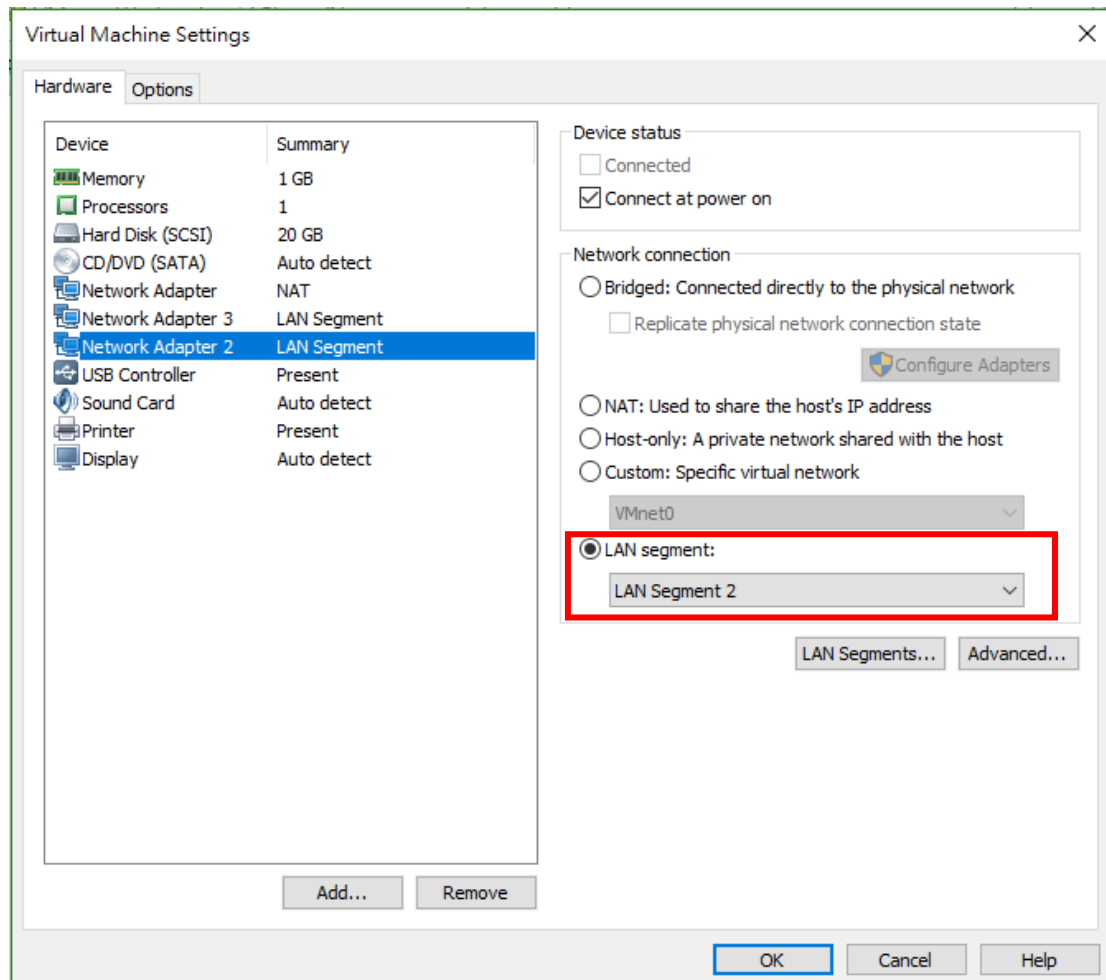 Virtual Machine Settings
Hardware
Options
Device Summary
Memory 1 GB
Processors 1
Hard Disk (SCSI) 20 GB
CD/DVD (SATA) Auto detect
Network Adapter NAT
Network Adapter 3 LAN Segment
Network Adapter 2 LAN Segment
USB Controller Present
Sound Card Auto detect
Printer Present
Display Auto detect
Add...
Remove
Device status
Connected
Connect at power on
Network connection
Bridged: Connected directly to the physical network
Replicate physical network connection state
Configure Adapters
NAT: Used to share the host's IP address
Host-only: A private network shared with the host
Custom: Specific virtual network
VMnet0
LAN segment:
LAN Segment 2
LAN Segments...
Advanced...
OK
Cancel
Help